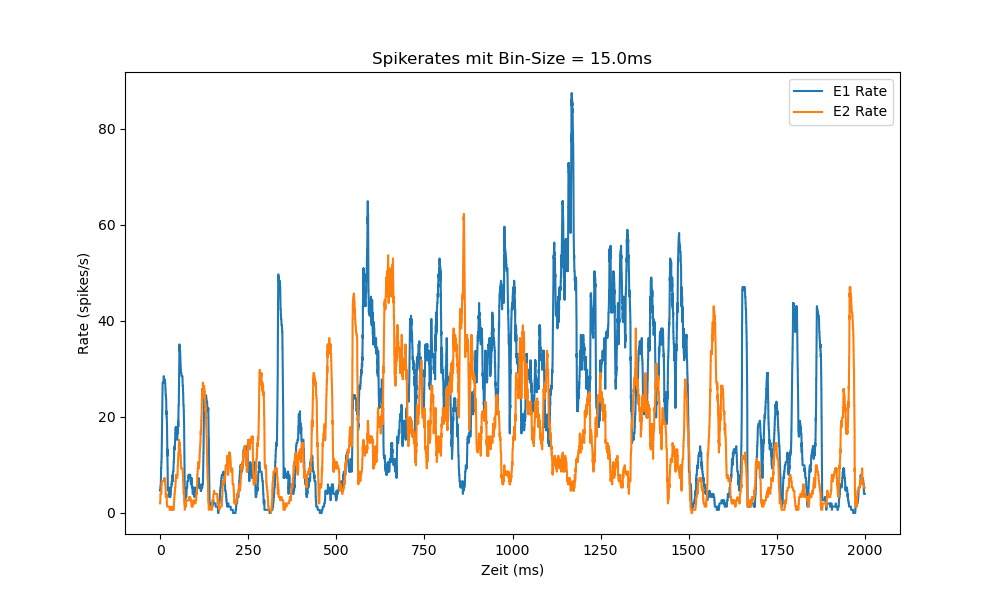 Spikerates mit Bin-Size = 15.0ms
E1 Rate
E2 Rate
Rate (spikes/s)
80
60
40
20
0
0 250 500 750 1000 1250 1500 1750 2000
Zeit (ms)